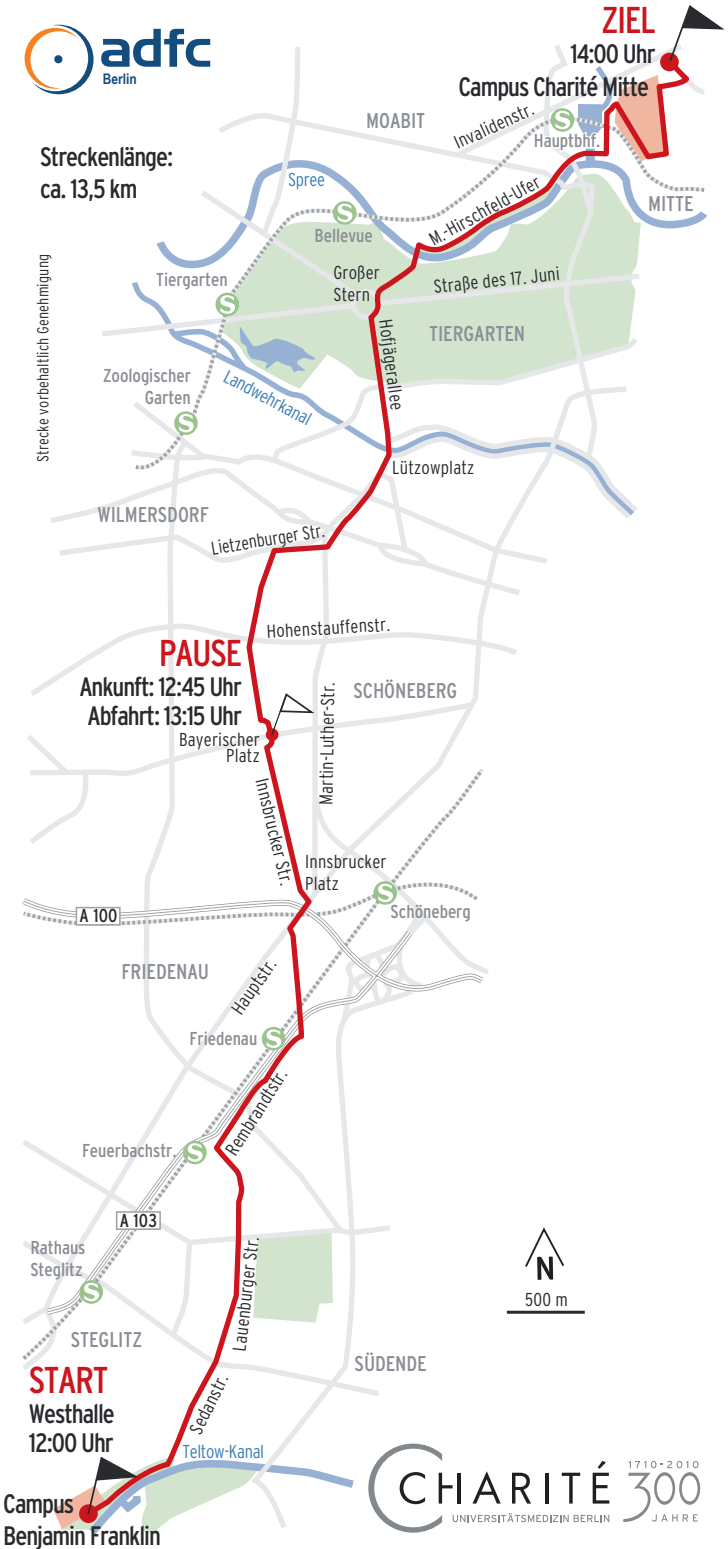 ZIEL
14:00 Uhr
Campus Charité Mitte
adfc
Berlin
Streckenlänge:
ca. 13,5 km
Strecke vorbehaltlich Genehmigung
MOABIT
Invalidenstr.
Hauptbhf.
S
MITTE
Spree
S
Bellevue
M.-Hirschfeld-Ufer
Tiergarten
S
Großer
Stern
Straße des 17. Juni
TIERGARTEN
Hofjägerallee
Zoologischer
Garten
S
Landwehrkanal
Lützowplatz
WILMERSDORF
Lietzenburger Str.
Hohenstauffenstr.
PAUSE
Ankunft: 12:45 Uhr
Abfahrt: 13:15 Uhr
SCHÖNEBERG
Bayerischer
Platz
Martin-Luther-Str.
Innsbrucker Str.
Innsbrucker
Platz
S
Schöneberg
A 100
FRIEDENAU
Hauptstr.
Friedenau
S
Rembrandtstr.
Feuerbachstr.
S
A 103
Rathaus
Steglitz
S
Lauenburger Str.
N
500 m
STEGLITZ
SÜDENDE
START
Westhalle
12:00 Uhr
Sedanstr.
Teltow-Kanal
Campus
Benjamin Franklin
CHARITÉ
UNIVERSITÄTSMEDIZIN BERLIN
1710-2010
300
JAHRE